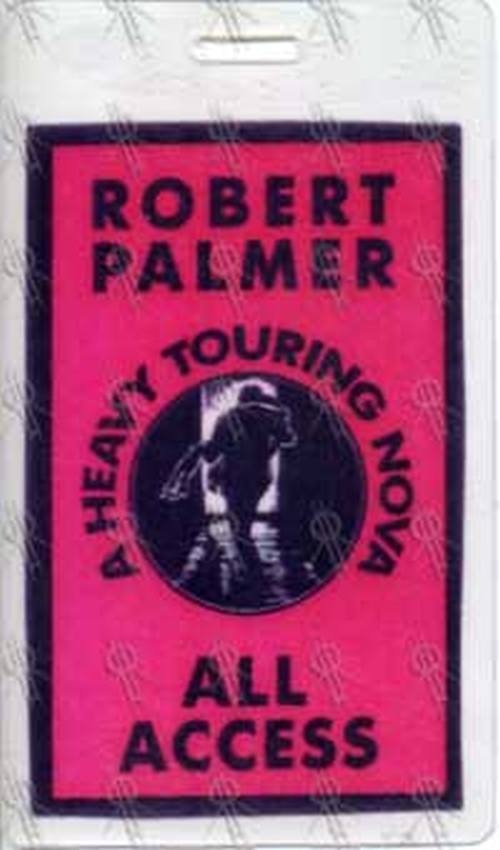 ROBERT
PALMER
A HEAVY TOURING NOVA
ALL
ACCESS